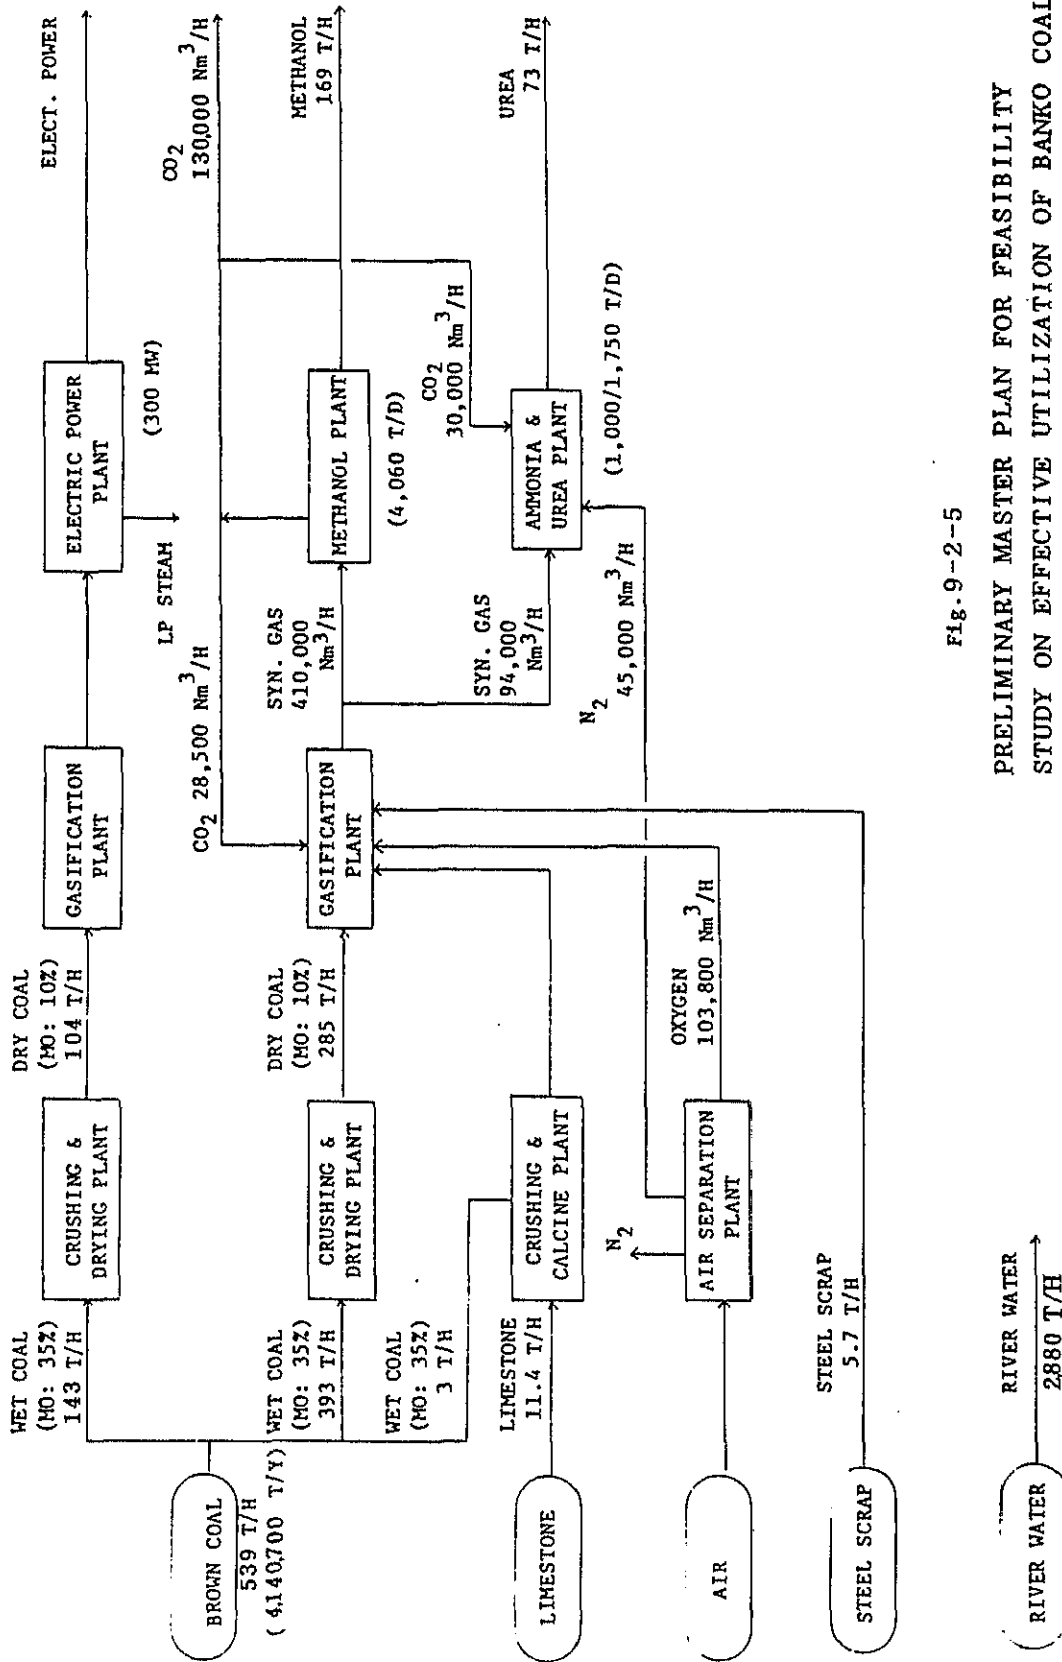 BROWN COAL
539 T/H
(4,140,700 T/Y)
WET COAL
(MO: 35%)
143 T/H
CRUSHING &
DRYING PLANT
DRY COAL
(MO: 10%)
104 T/H
GASIFICATION
PLANT
ELECTRIC POWER
PLANT
(300 MW)
LP STEAM
ELECT. POWER
WET COAL
(MO: 35%)
393 T/H
CRUSHING &
DRYING PLANT
DRY COAL
(MO: 10%)
285 T/H
CO2 28,500 Nm3/H
GASIFICATION
PLANT
SYN. GAS
410,000
Nm3/H
METHANOL PLANT
(4,060 T/D)
CO2
130,000 Nm3/H
METHANOL
169 T/H
WET COAL
(MO: 35%)
3 T/H
LIMESTONE
LIMESTONE
11.4 T/H
CRUSHING &
CALCINE PLANT
SYN. GAS
94,000
Nm3/H
CO2
30,000 Nm3/H
AMMONIA &
UREA PLANT
(1,000/1,750 T/D)
UREA
73 T/H
AIR
N2
AIR SEPARATION
PLANT
OXYGEN
103,800 Nm3/H
N2
45,000 Nm3/H
STEEL SCRAP
STEEL SCRAP
5.7 T/H
RIVER WATER
RIVER WATER
2,880 T/H
Fig.9-2-5
PRELIMINARY MASTER PLAN FOR FEASIBILITY
STUDY ON EFFECTIVE UTILIZATION OF BANKO COAL